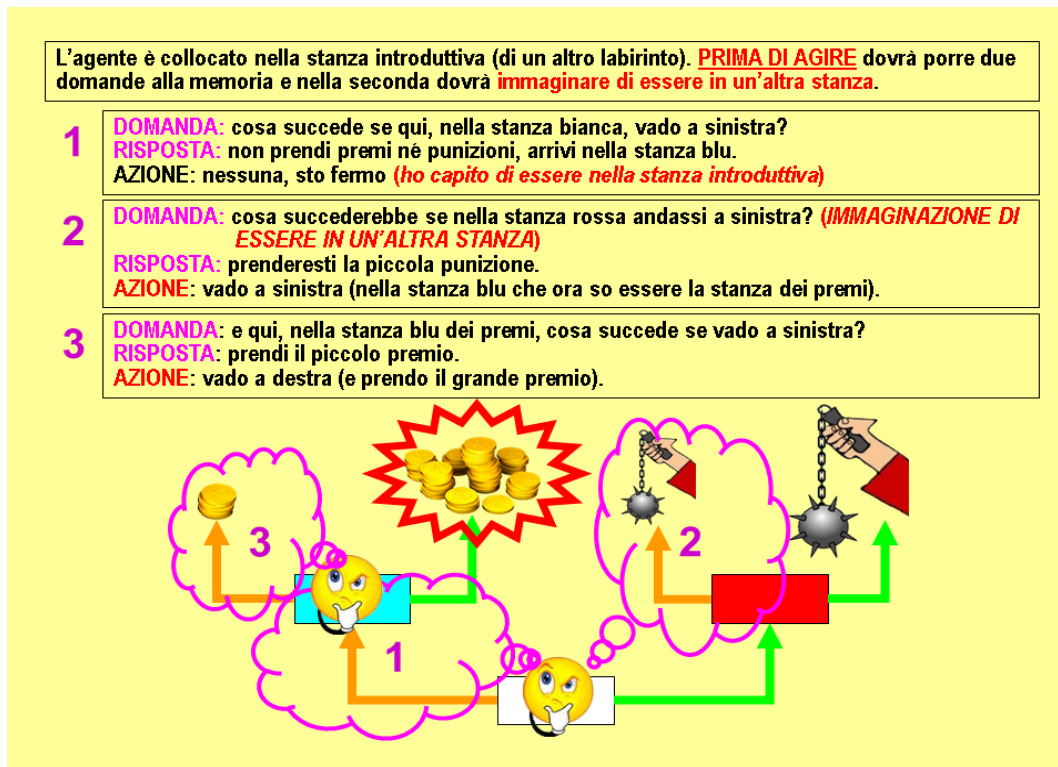 L'agente è collocato nella stanza introduttiva (di un altro labirinto). PRIMA DI AGIRE dovrà porre due
domande alla memoria e nella seconda dovrà immaginare di essere in un'altra stanza.
1
DOMANDA: cosa succede se qui, nella stanza bianca, vado a sinistra?
RISPOSTA: non prendi premi né punizioni, arrivi nella stanza blu.
AZIONE: nessuna, sto fermo (ho capito di essere nella stanza introduttiva)
2
DOMANDA: cosa succederebbe se nella stanza rossa andassi a sinistra? (IMMAGINAZIONE DI
ESSERE IN UN'ALTRA STANZA)
RISPOSTA: prenderesti la piccola punizione.
AZIONE: vado a sinistra (nella stanza blu che ora so essere la stanza dei premi).
3
DOMANDA: e qui, nella stanza blu dei premi, cosa succede se vado a sinistra?
RISPOSTA: prendi il piccolo premio.
AZIONE: vado a destra (e prendo il grande premio).
3
2
1